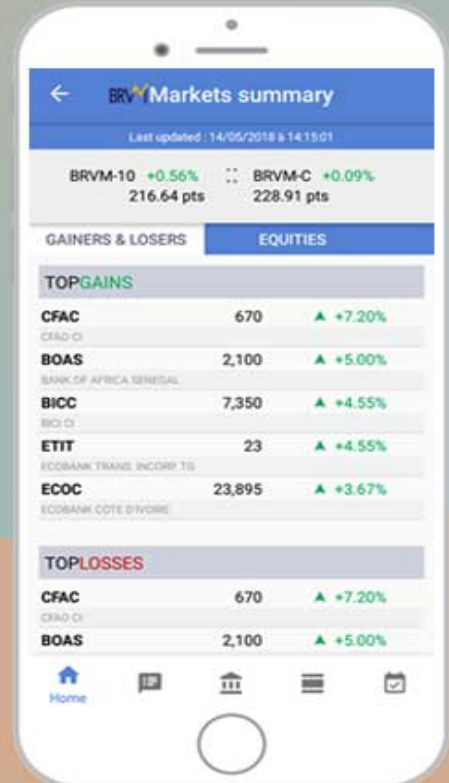 BRVM Markets summary
Last updated : 14/05/2018 à 14:15:01
BRVM-10 +0.56% BRVM-C +0.09%
216.64 pts 228.91 pts
GAINERS & LOSERS EQUITIES
TOPGAINS
CFAC 670 ▲ +7.20%
CFAO CI
BOAS 2,100 ▲ +5.00%
BANK OF AFRICA SENEGAL
BICC 7,350 ▲ +4.55%
BICI CI
ETIT 23 ▲ +4.55%
ECOBANK TRANS. INCORP. TG
ECOC 23,895 ▲ +3.67%
ECOBANK COTE D'IVOIRE
TOPLOSSES
CFAC 670 ▲ +7.20%
CFAO CI
BOAS 2,100 ▲ +5.00%
Home